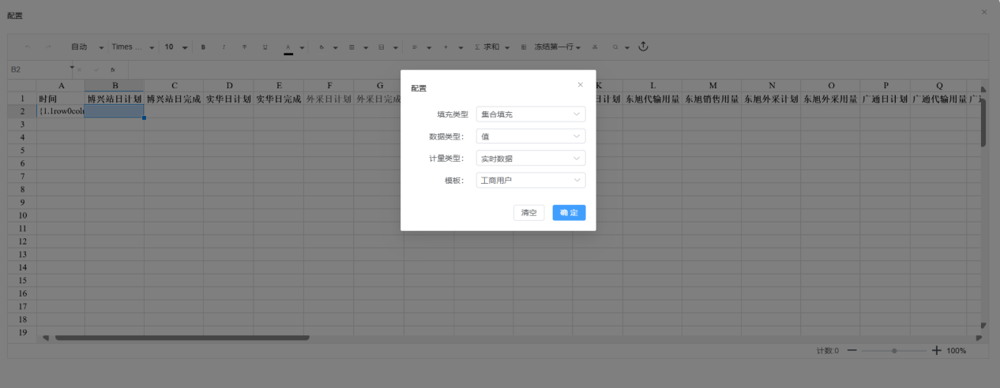 配置
自动 Times ... 10 B I A Σ 求和 冻结第一行
B2 fx
A B C D E F G K L M N O P Q
1 时间 博兴站日计划 博兴站日完成 实华日计划 实华日完成 外采日计划 外采日完成 日计划 东旭代输用量 东旭销售用量 东旭外采计划 东旭外采用量 广通日计划 广通代输用量
2 {1.1row0col
3
4
5
6
7
8
9
10
11
12
13
14
15
16
17
18
19
配置
填充类型 集合填充
数据类型: 值
计量类型: 实时数据
模板: 工商用户
清空 确 定
计数:0 100%